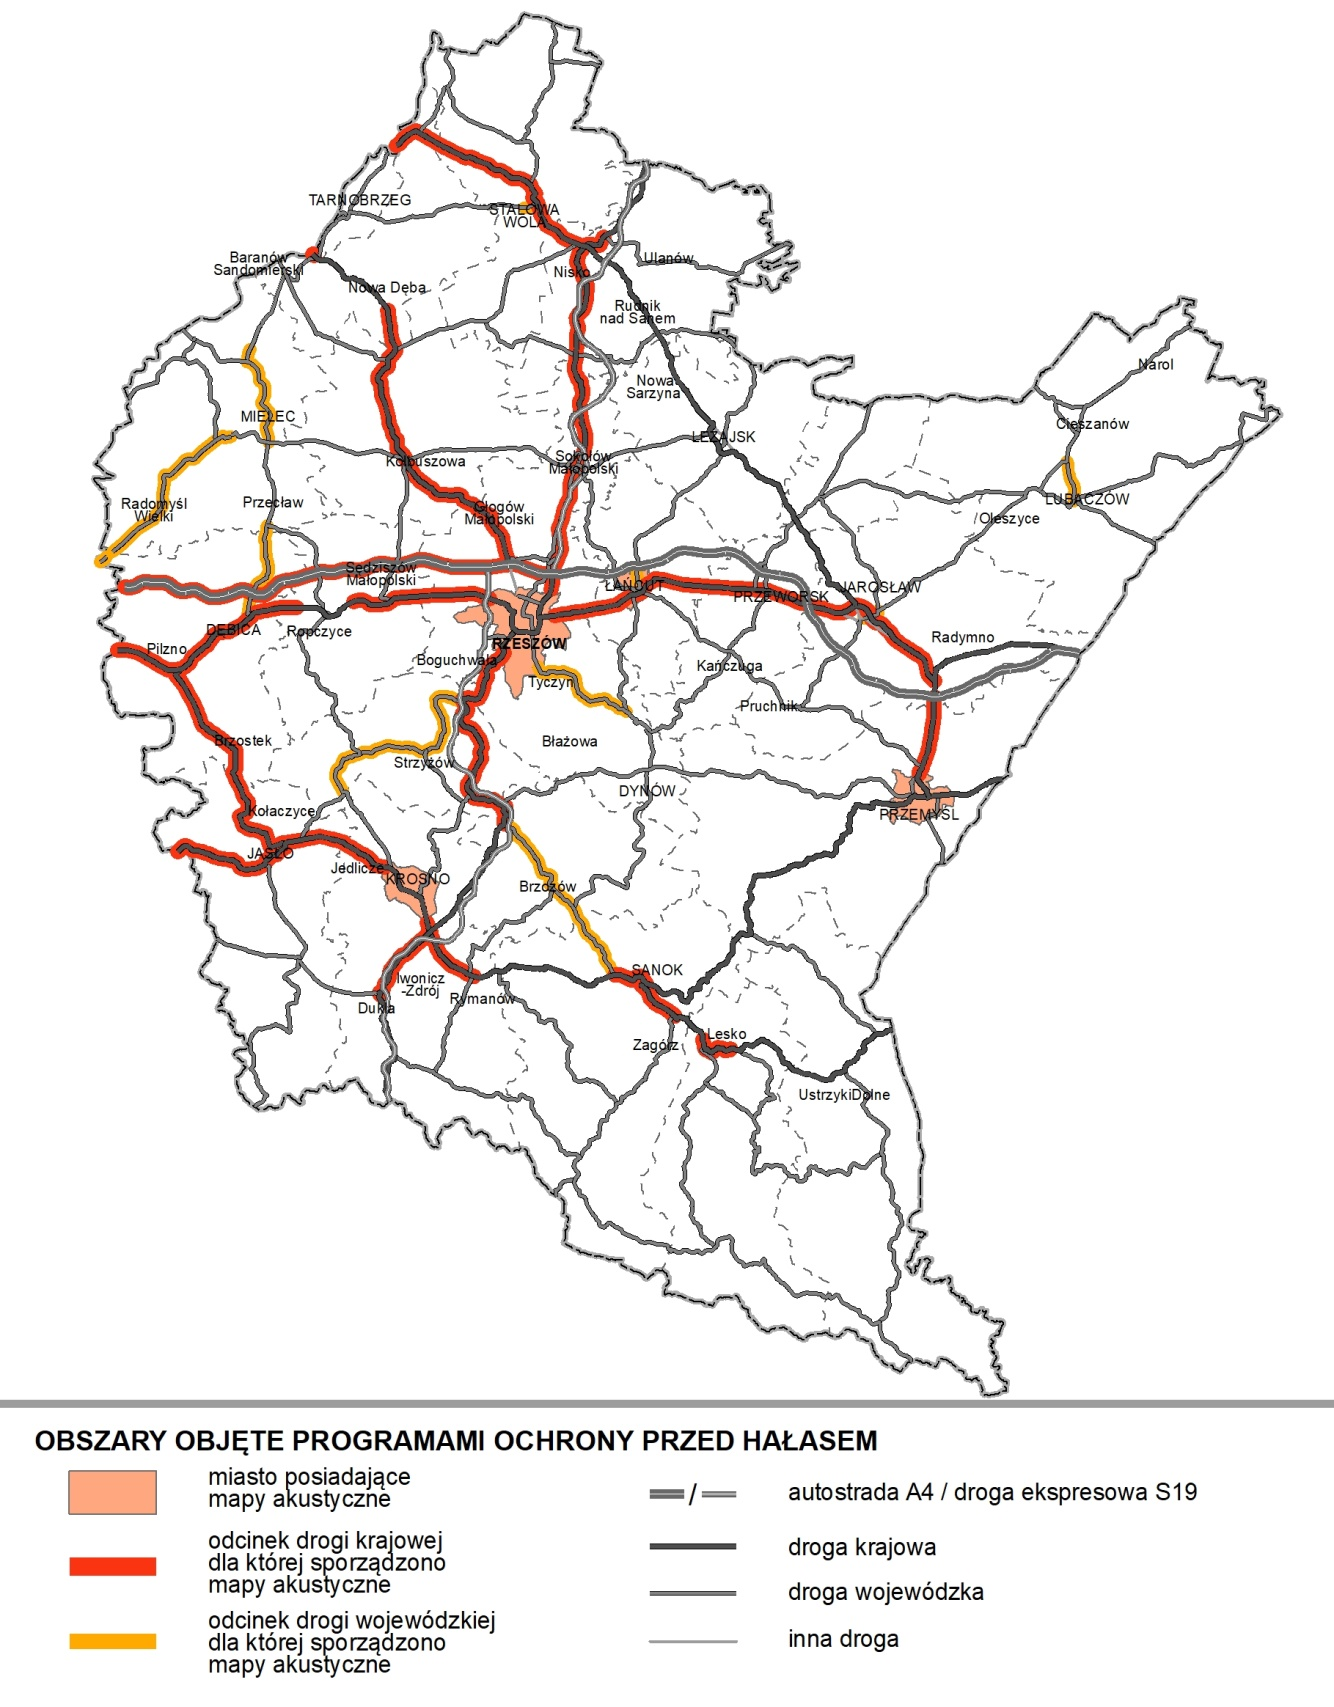 TARNOBRZEG
STALOWA
WOLA
Baranów
Sandomierski
Ulanów
Nisko
Nowa Dęba
Rudnik
nad Sanem
Narol
Nowa
Sarzyna
MIELEC
Cieszanów
LEŻAJSK
Kolbuszowa
Sokołów
Małopolski
Radomyśl
Wielki
Przecław
Głogów
Małopolski
LUBACZÓW
Oleszyce
Sędziszów
Małopolski
ŁAŃCUT
PRZEWORSK
JAROSŁAW
DĘBICA
Ropczyce
RZESZÓW
Radymno
Pilzno
Boguchwała
Kańczuga
Tyczyn
Pruchnik
Brzostek
Błażowa
Strzyżów
DYNÓW
Kołaczyce
PRZEMYŚL
JASŁO
Jedlicze
KROSNO
Brzozów
SANOK
Iwonicz
-Zdrój
Rymanów
Dukla
Lesko
Zagórz
UstrzykiDolne
OBSZARY OBJĘTE PROGRAMAMI OCHRONY PRZED HAŁASEM
miasto posiadające
mapy akustyczne
odcinek drogi krajowej
dla której sporządzono
mapy akustyczne
odcinek drogi wojewódzkiej
dla której sporządzono
mapy akustyczne
/
autostrada A4 / droga ekspresowa S19
droga krajowa
droga wojewódzka
inna droga